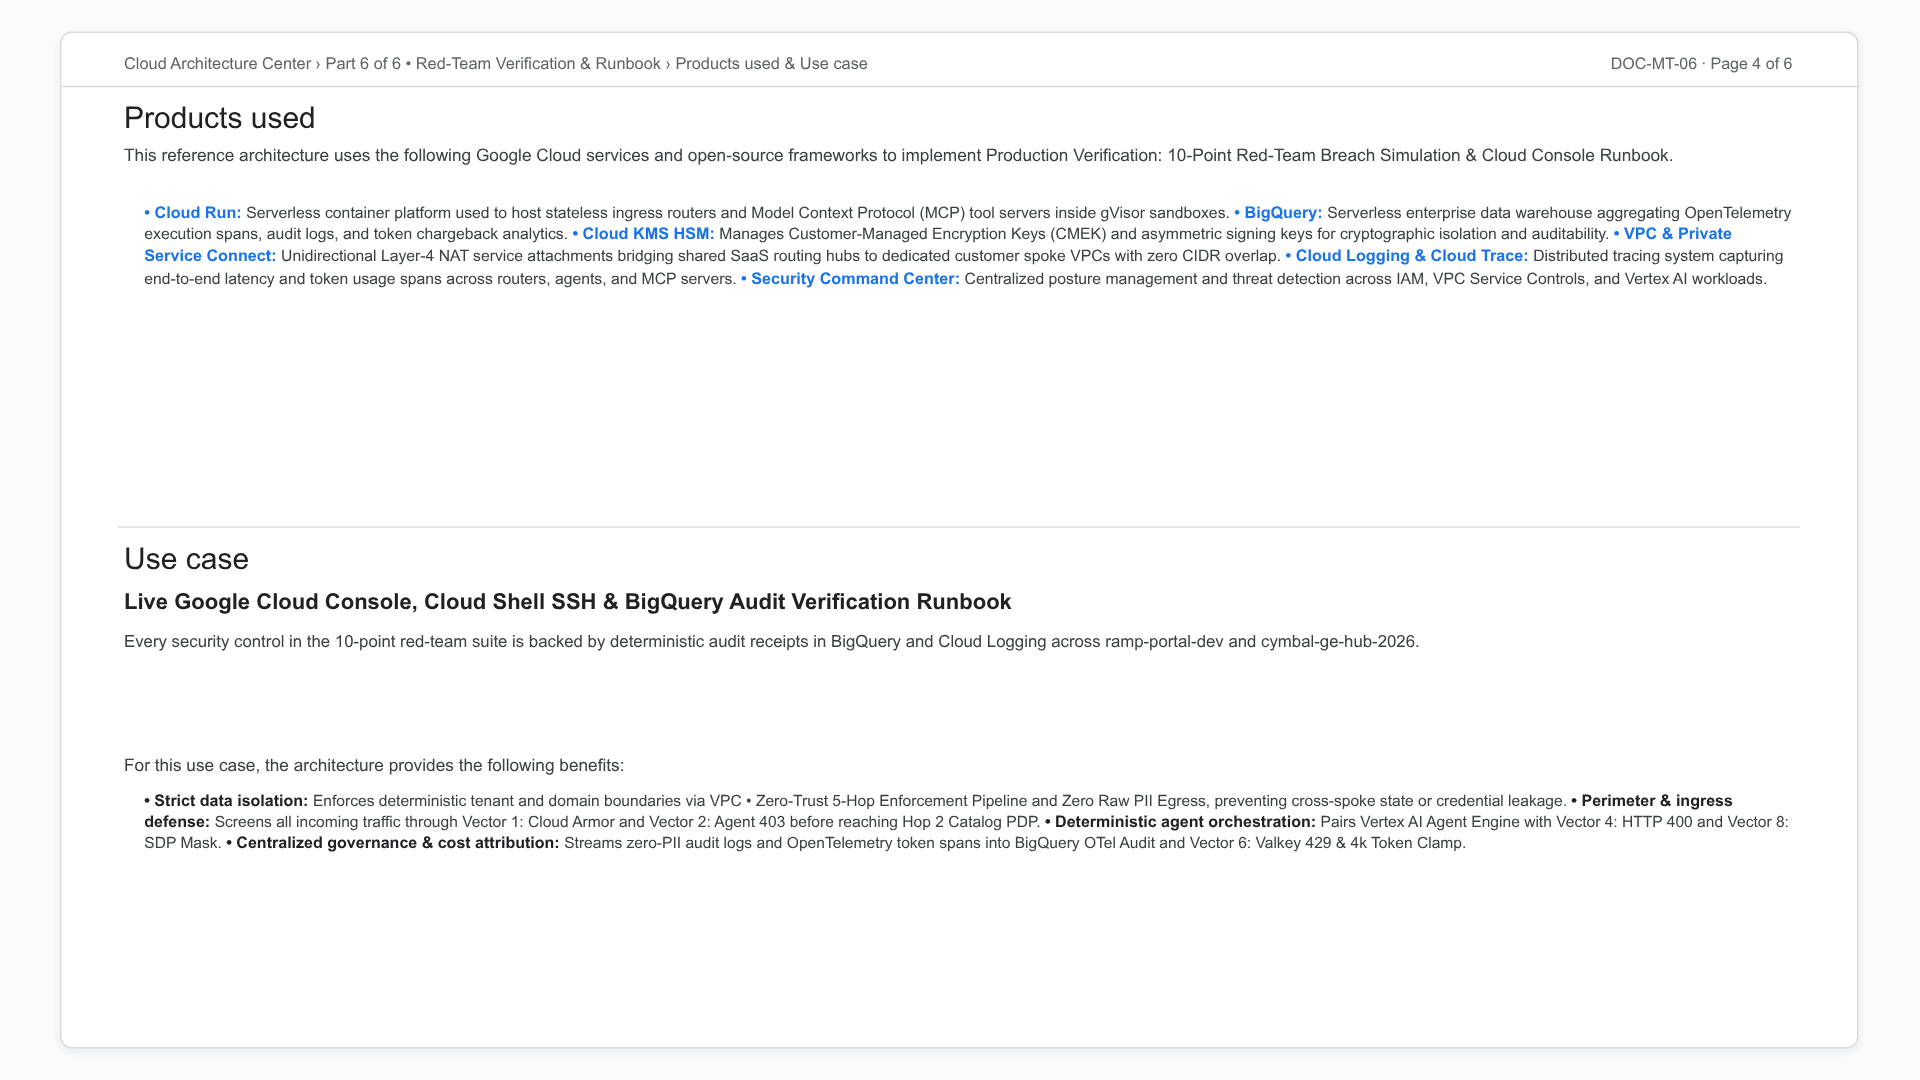 Cloud Architecture Center › Part 6 of 6 • Red-Team Verification & Runbook › Products used & Use case
DOC-MT-06 · Page 4 of 6
Products used
This reference architecture uses the following Google Cloud services and open-source frameworks to implement Production Verification: 10-Point Red-Team Breach Simulation & Cloud Console Runbook.
• Cloud Run: Serverless container platform used to host stateless ingress routers and Model Context Protocol (MCP) tool servers inside gVisor sandboxes. • BigQuery: Serverless enterprise data warehouse aggregating OpenTelemetry
execution spans, audit logs, and token chargeback analytics. • Cloud KMS HSM: Manages Customer-Managed Encryption Keys (CMEK) and asymmetric signing keys for cryptographic isolation and auditability. • VPC & Private
Service Connect: Unidirectional Layer-4 NAT service attachments bridging shared SaaS routing hubs to dedicated customer spoke VPCs with zero CIDR overlap. • Cloud Logging & Cloud Trace: Distributed tracing system capturing
end-to-end latency and token usage spans across routers, agents, and MCP servers. • Security Command Center: Centralized posture management and threat detection across IAM, VPC Service Controls, and Vertex AI workloads.
Use case
Live Google Cloud Console, Cloud Shell SSH & BigQuery Audit Verification Runbook
Every security control in the 10-point red-team suite is backed by deterministic audit receipts in BigQuery and Cloud Logging across ramp-portal-dev and cymbal-ge-hub-2026.
For this use case, the architecture provides the following benefits:
• Strict data isolation: Enforces deterministic tenant and domain boundaries via VPC • Zero-Trust 5-Hop Enforcement Pipeline and Zero Raw PII Egress, preventing cross-spoke state or credential leakage. • Perimeter & ingress
defense: Screens all incoming traffic through Vector 1: Cloud Armor and Vector 2: Agent 403 before reaching Hop 2 Catalog PDP. • Deterministic agent orchestration: Pairs Vertex AI Agent Engine with Vector 4: HTTP 400 and Vector 8:
SDP Mask. • Centralized governance & cost attribution: Streams zero-PII audit logs and OpenTelemetry token spans into BigQuery OTel Audit and Vector 6: Valkey 429 & 4k Token Clamp.